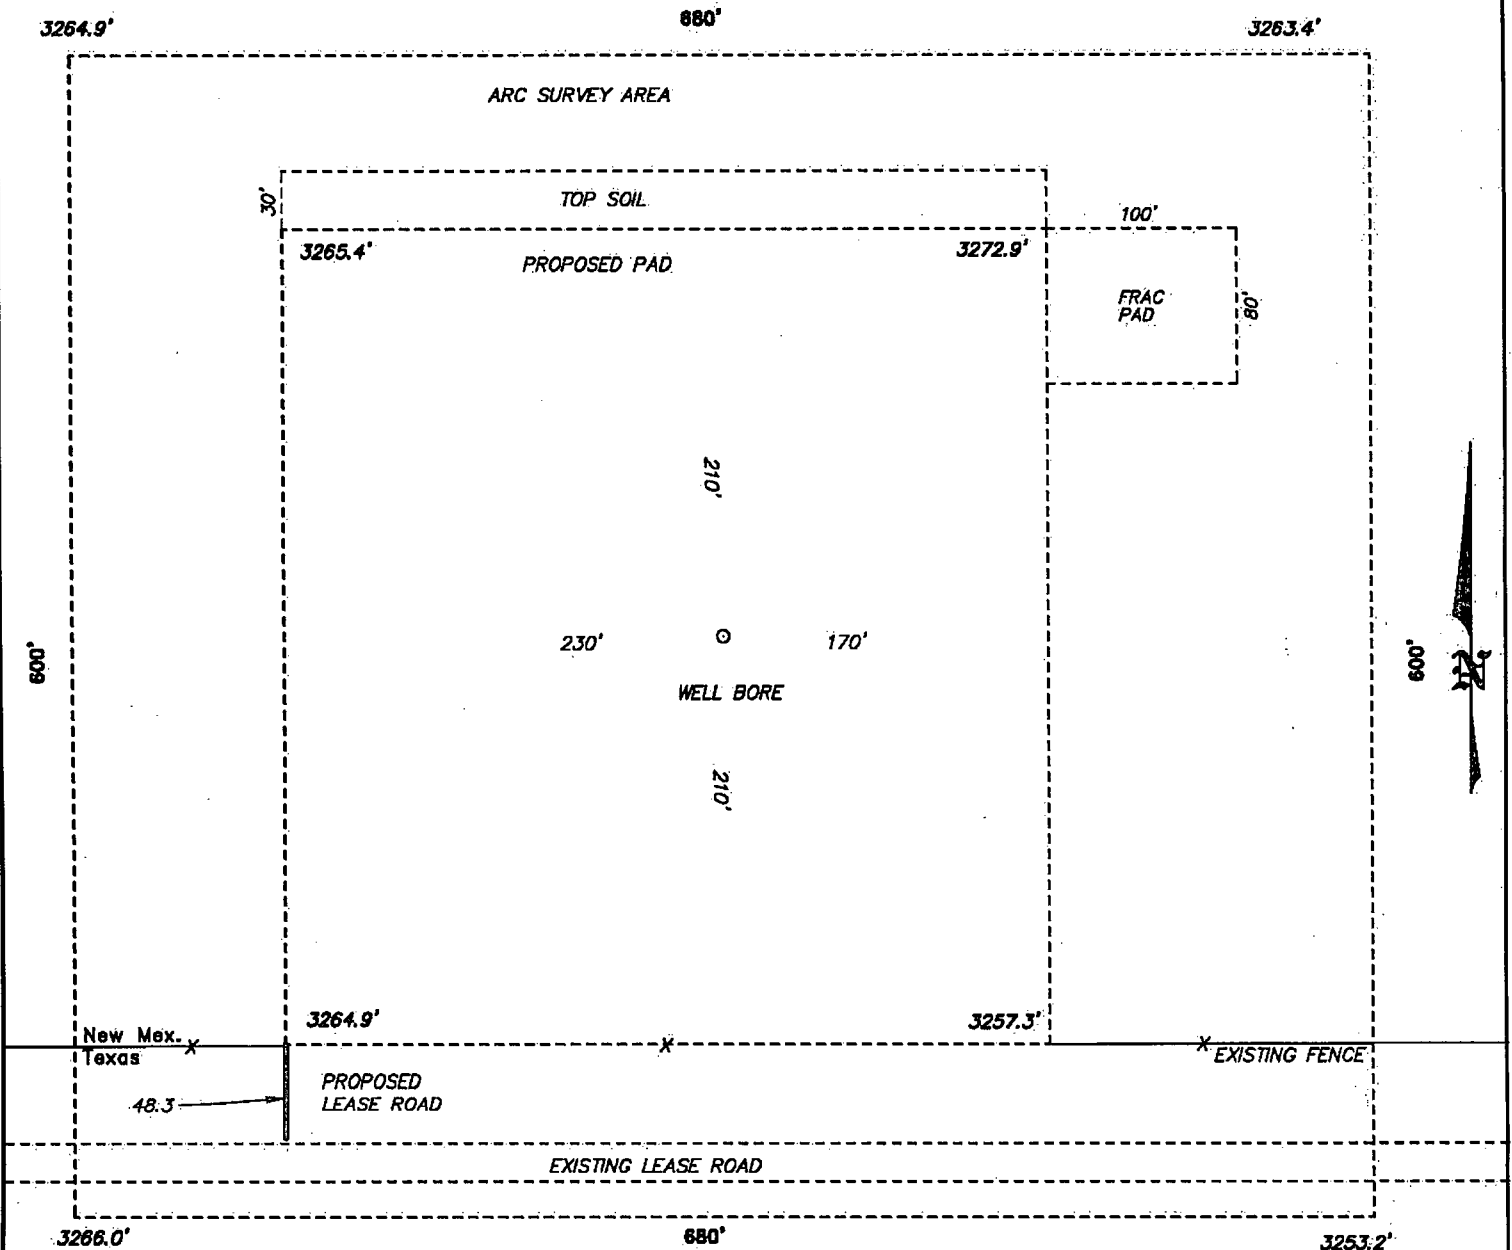 3264.9'
680'
3263.4'
ARC SURVEY AREA
30'
TOP SOIL
100'
3265.4'
3272.9'
PROPOSED PAD
FRAC
PAD
80'
210'
230'
170'
600'
600'
N
WELL BORE
210'
3264.9'
3257.3'
New Mex.
Texas
EXISTING FENCE
PROPOSED
LEASE ROAD
48.3
EXISTING LEASE ROAD
3266.0'
680'
3253.2'